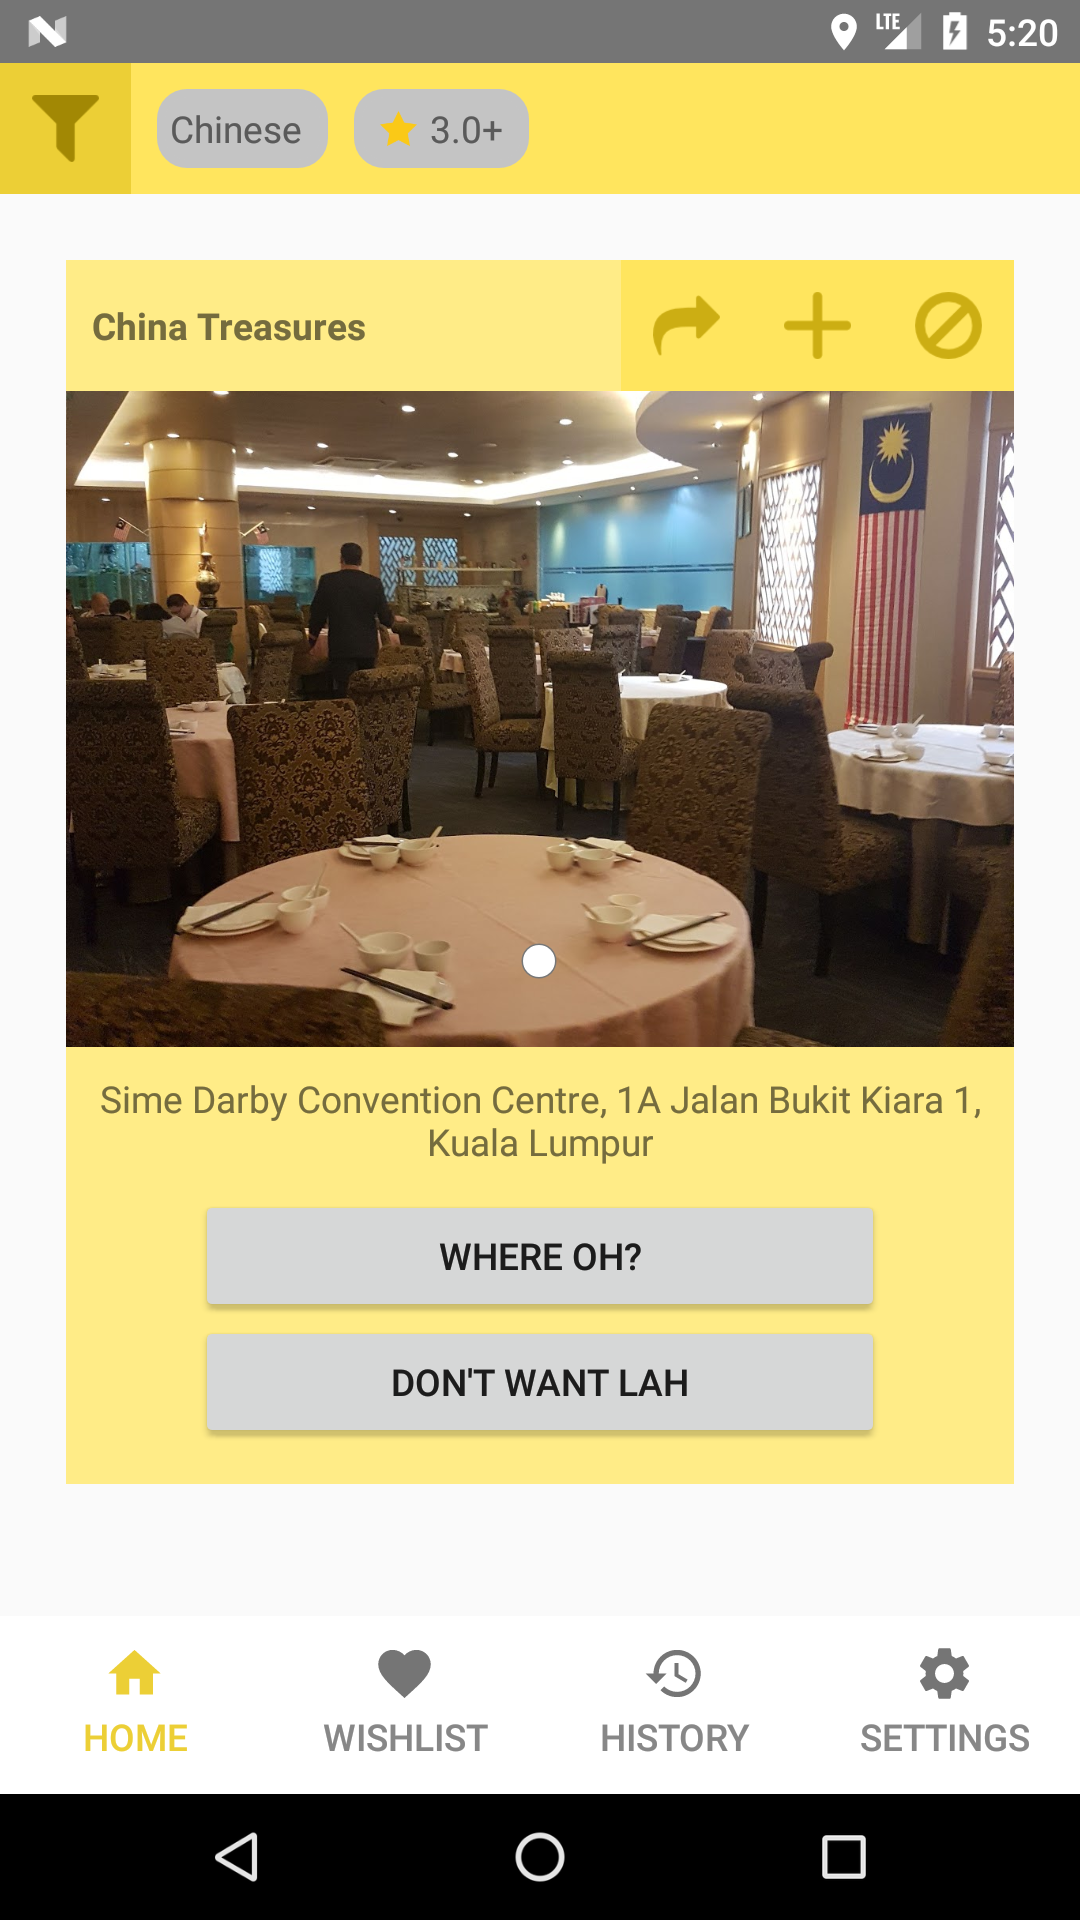 LTE 5:20
Chinese 3.0+
China Treasures
Sime Darby Convention Centre, 1A Jalan Bukit Kiara 1,
Kuala Lumpur
WHERE OH?
DON'T WANT LAH
HOME WISHLIST HISTORY SETTINGS